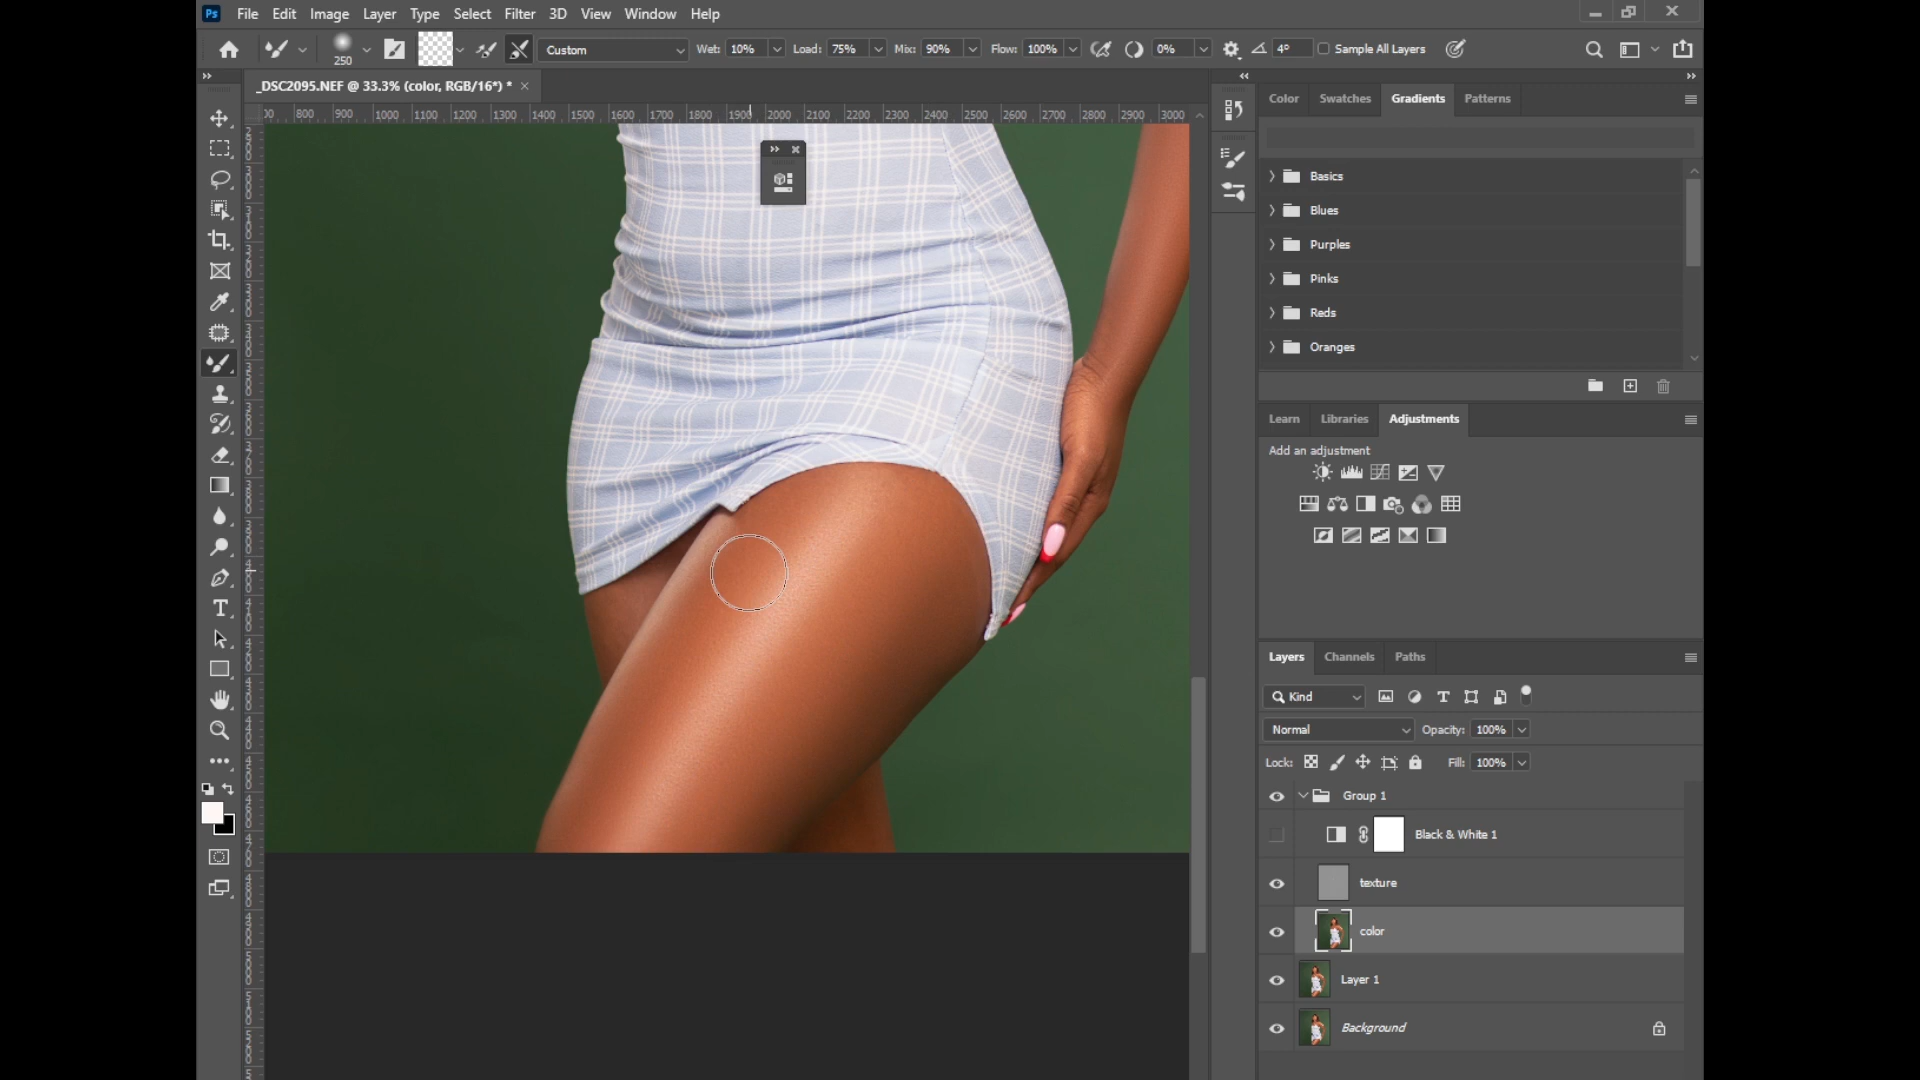 Ps File Edit Image Layer Type Select Filter 3D View Window Help
250 Custom Wet: 10% Load: 75% Mix: 90% Flow: 100% 0% 4° Sample All Layers
_DSC2095.NEF @ 33.3% (color, RGB/16*) *
800 900 1000 1100 1200 1300 1400 1500 1600 1700 1800 1900 2000 2100 2200 2300 2400 2500 2600 2700 2800 2900 3000
Color Swatches Gradients Patterns
Basics
Blues
Purples
Pinks
Reds
Oranges
Learn Libraries Adjustments
Add an adjustment
Layers Channels Paths
Kind
Normal Opacity: 100%
Lock: Fill: 100%
Group 1
Black & White 1
texture
color
Layer 1
Background